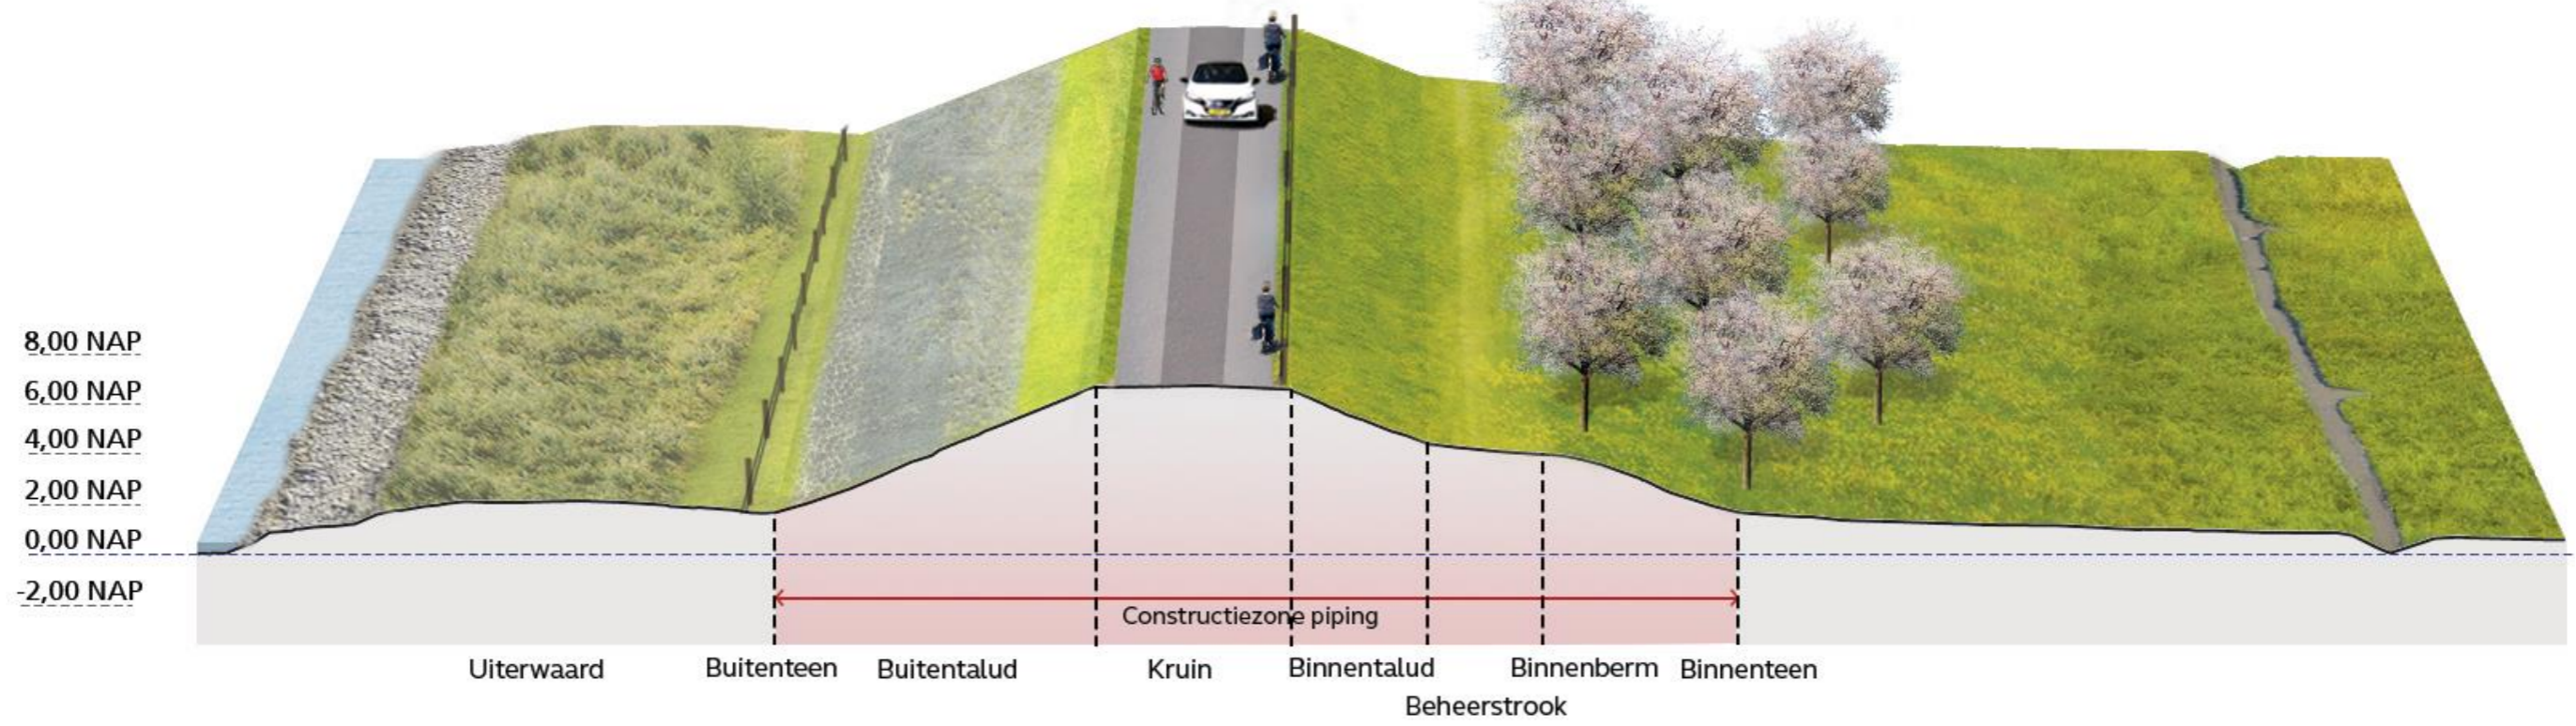 8,00 NAP
6,00 NAP
4,00 NAP
2,00 NAP
0,00 NAP
-2,00 NAP
Constructiezone piping
Uiterwaard
Buitenteen
Buitentalud
Kruin
Binnentalud
Binnenberm
Binnenteen
Beheerstrook